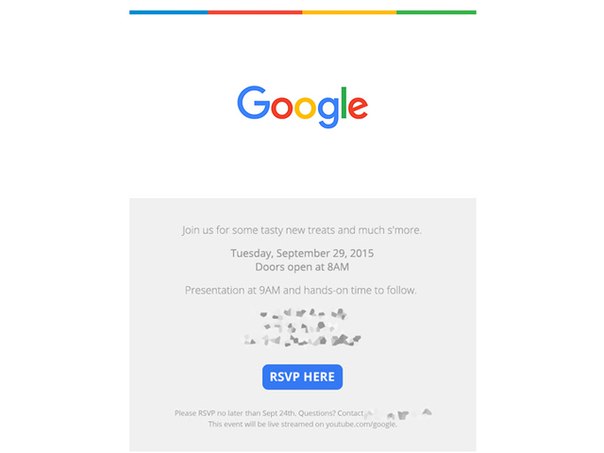 Google
Join us for some tasty new treats and much s'more.
Tuesday, September 29, 2015
Doors open at 8AM
Presentation at 9AM and hands-on time to follow.
RSVP HERE
Please RSVP no later than Sept 24th, Questions? Contact
This event will be live streamed on youtube.com/google.